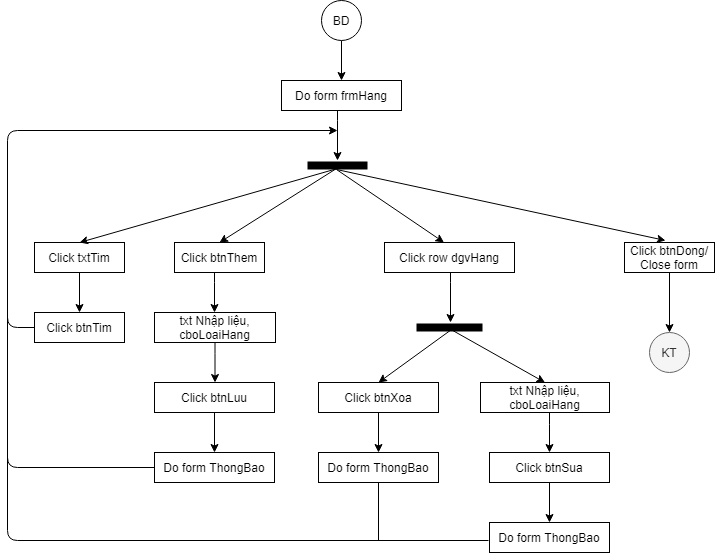 BD
Do form frmHang
Click txtTim
Click btnThem
Click row dgvHang
Click btnDong/
Close form
Click btnTim
txt Nhập liệu,
cboLoaiHang
KT
Click btnLuu
Click btnXoa
txt Nhập liệu,
cboLoaiHang
Do form ThongBao
Do form ThongBao
Click btnSua
Do form ThongBao